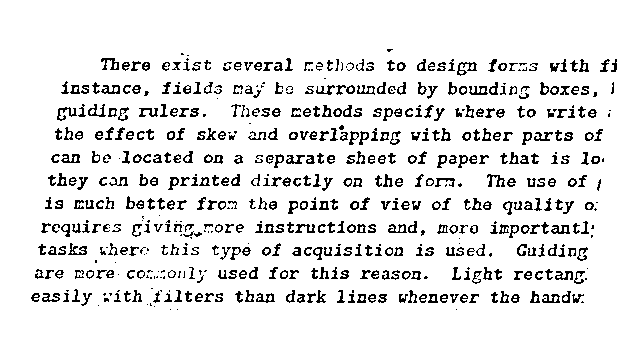 There exist several methods to design forms with fi
instance, fields may be surrounded by bounding boxes,
guiding rulers. These methods specify where to write
the effect of skew and overlapping with other parts of
can be located on a separate sheet of paper that is lo
they can be printed directly on the form. The use of
is much better from the point of view of the quality o
requires giving more instructions and, more importantl
tasks where this type of acquisition is used. Guiding
are more commonly used for this reason. Light rectang
easily with filters than dark lines whenever the handw